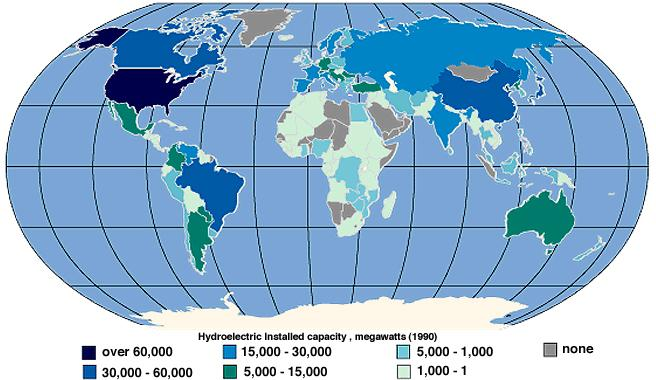 Hydroelectric Installed capacity , megawatts (1990)
over 60,000
15,000 - 30,000
5,000 - 1,000
none
30,000 - 60,000
5,000 - 15,000
1,000 - 1